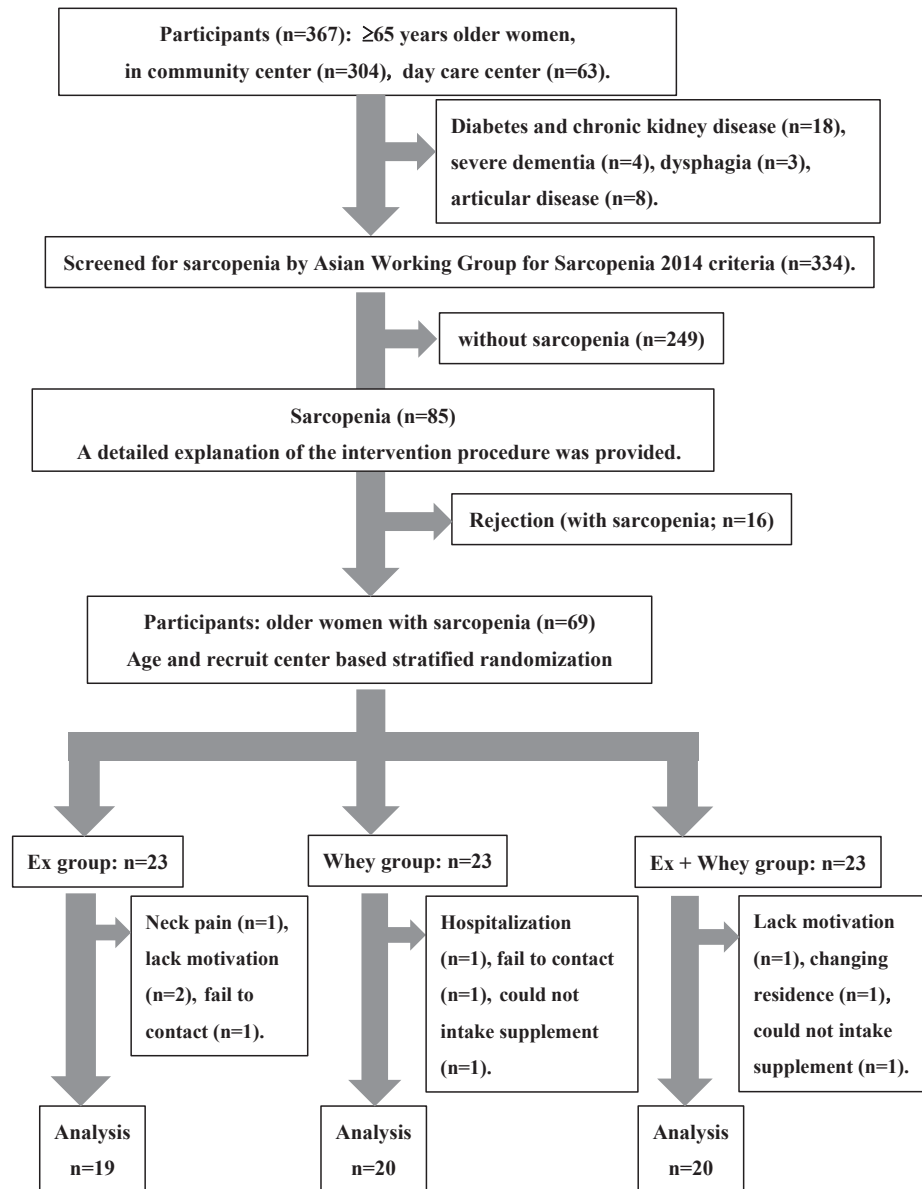 Participants (n=367): ≥65 years older women,
in community center (n=304), day care center (n=63).
Diabetes and chronic kidney disease (n=18),
severe dementia (n=4), dysphagia (n=3),
articular disease (n=8).
Screened for sarcopenia by Asian Working Group for Sarcopenia 2014 criteria (n=334).
without sarcopenia (n=249)
Sarcopenia (n=85)
A detailed explanation of the intervention procedure was provided.
Rejection (with sarcopenia; n=16)
Participants: older women with sarcopenia (n=69)
Age and recruit center based stratified randomization
Ex group: n=23
Whey group: n=23
Ex + Whey group: n=23
Neck pain (n=1),
lack motivation
(n=2), fail to
contact (n=1).
Hospitalization
(n=1), fail to contact
(n=1), could not
intake supplement
(n=1).
Lack motivation
(n=1), changing
residence (n=1),
could not intake
supplement (n=1).
Analysis
n=19
Analysis
n=20
Analysis
n=20